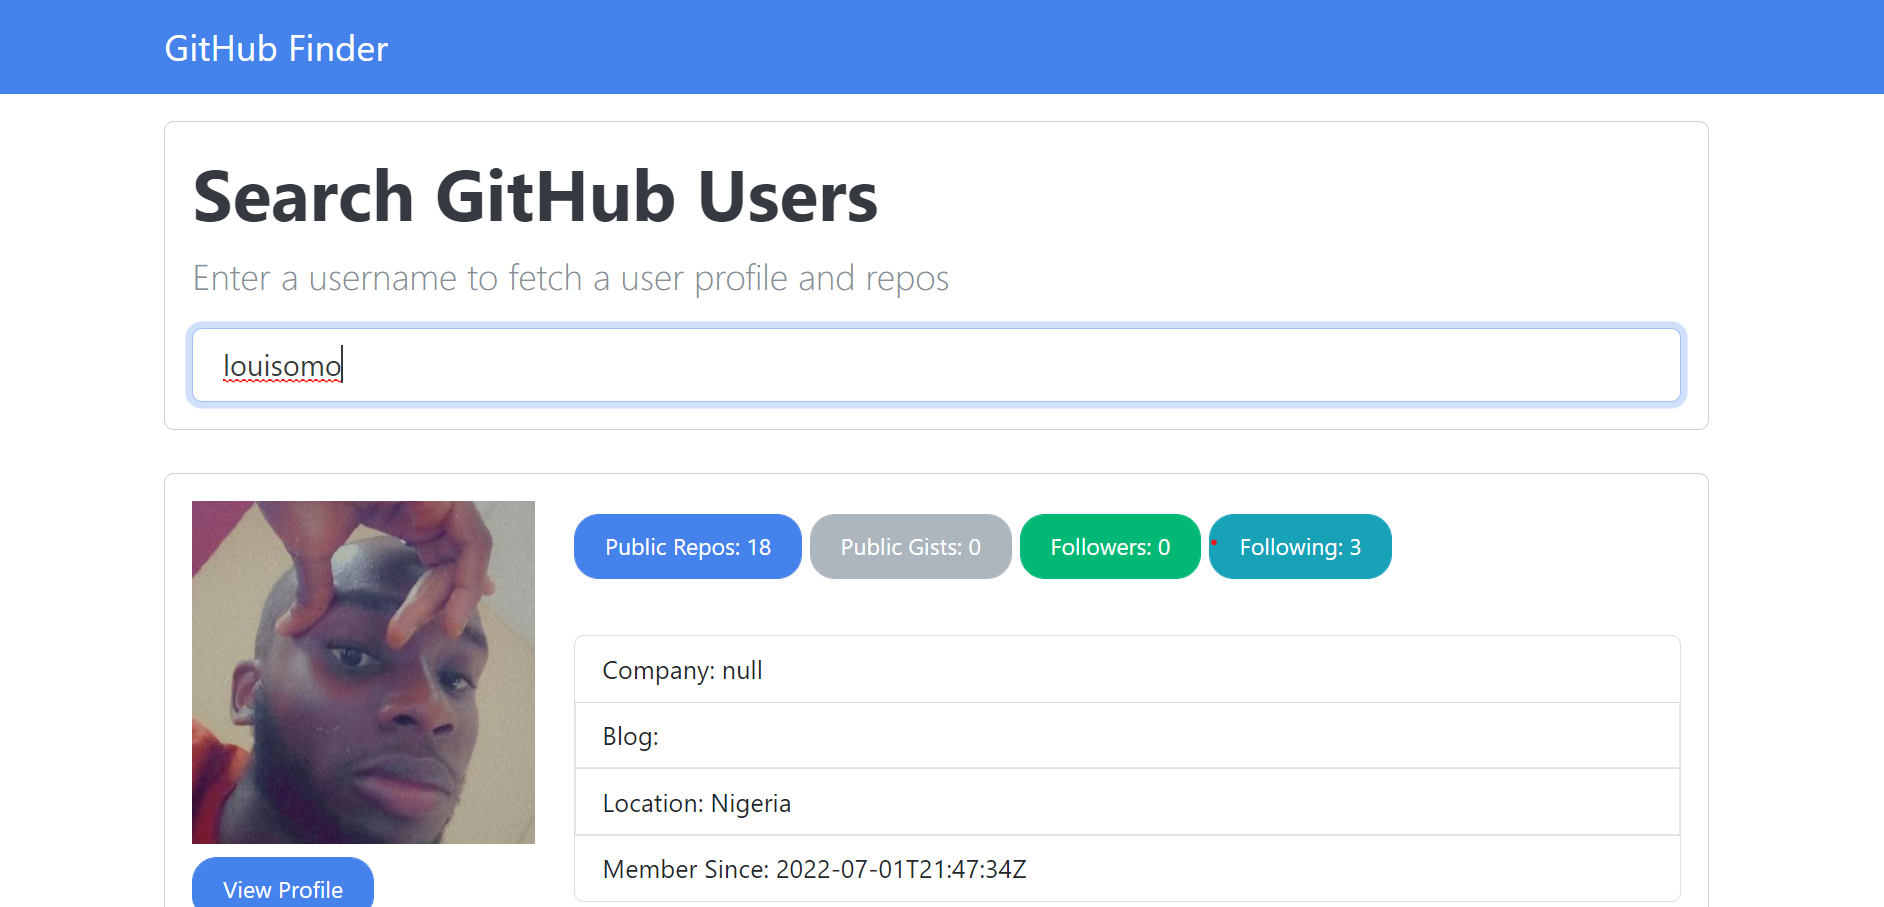 GitHub Finder
Search GitHub Users
Enter a username to fetch a user profile and repos
louisomo
Public Repos: 18 Public Gists: 0 Followers: 0 Following: 3
Company: null
Blog:
Location: Nigeria
Member Since: 2022-07-01T21:47:34Z
View Profile